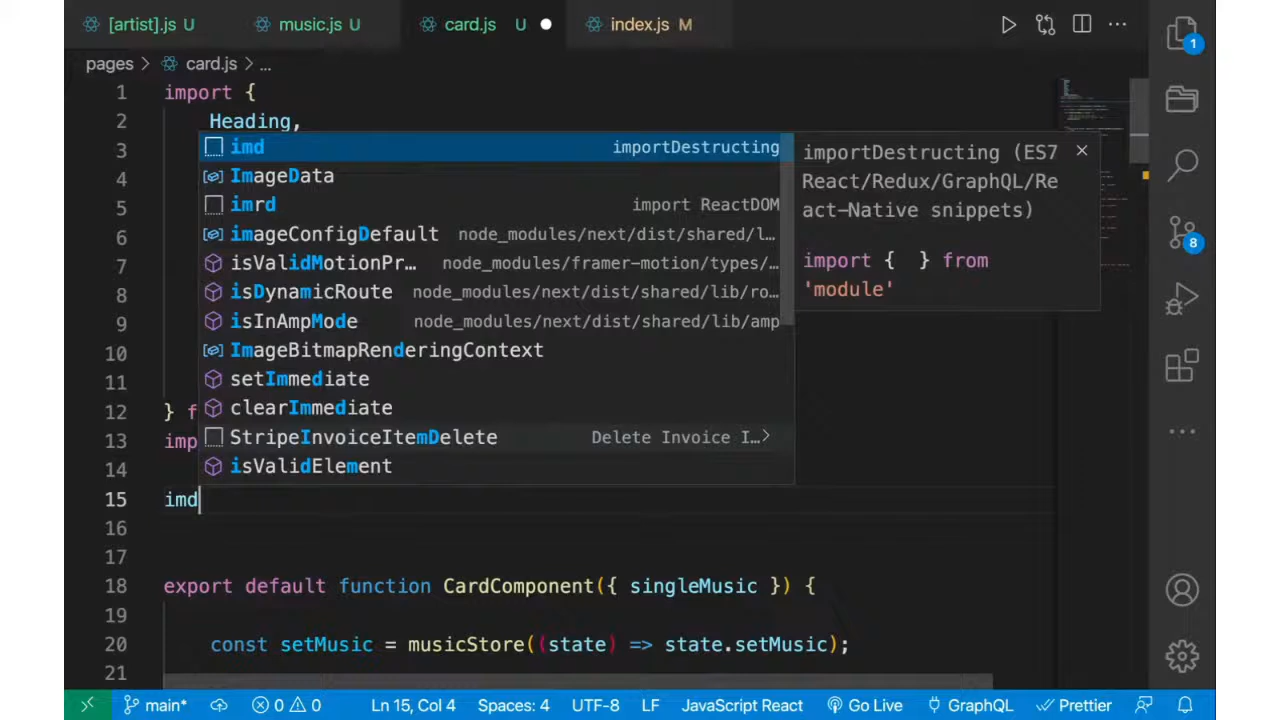 [artist].js U
music.js U
card.js U
index.js M
1
pages > card.js > ...
1 import {
2 Heading,
3 imd importDestructing
importDestructing (ES7
4 ImageData
React/Redux/GraphQL/Re
5 imrd import ReactDOM
act-Native snippets)
6 imageConfigDefault node_modules/next/dist/shared/l…
8
7 isValidMotionPr… node_modules/framer-motion/types/…
import { } from
8 isDynamicRoute node_modules/next/dist/shared/lib/ro…
'module'
9 isInAmpMode node_modules/next/dist/shared/lib/amp
10 ImageBitmapRenderingContext
11 setImmediate
12 } f
clearImmediate
13 imp
StripeInvoiceItemDelete Delete Invoice I…>
14 isValidElement
15 imd
16
17
18 export default function CardComponent({ singleMusic }) {
19
20 const setMusic = musicStore((state) => state.setMusic);
21
main* 0 0 Ln 15, Col 4 Spaces: 4 UTF-8 LF JavaScript React Go Live GraphQL Prettier